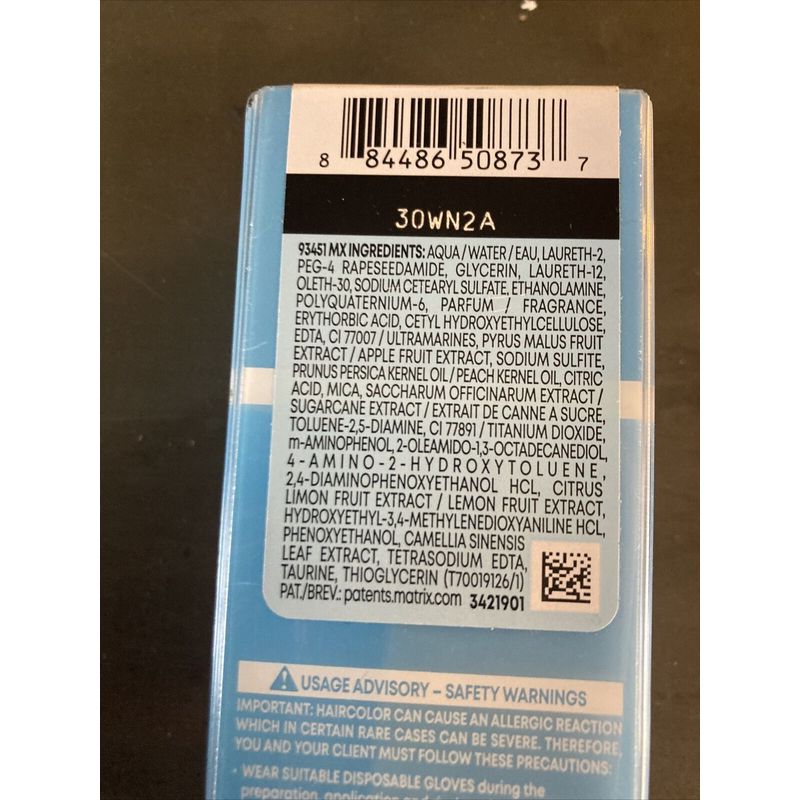 8 84486 50873 7
30WN2A
93451 MX INGREDIENTS: AQUA / WATER / EAU, LAURETH-2,
PEG-4 RAPESEEDAMIDE, GLYCERIN, LAURETH-12,
OLETH-30, SODIUM CETEARYL SULFATE, ETHANOLAMINE,
POLYQUATERNIUM-6, PARFUM / FRAGRANCE,
ERYTHORBIC ACID, CETYL HYDROXYETHYLCELLULOSE,
EDTA, CI 77007 / ULTRAMARINES, PYRUS MALUS FRUIT
EXTRACT / APPLE FRUIT EXTRACT, SODIUM SULFITE,
PRUNUS PERSICA KERNEL OIL / PEACH KERNEL OIL, CITRIC
ACID, MICA, SACCHARUM OFFICINARUM EXTRACT /
SUGARCANE EXTRACT / EXTRAIT DE CANNE A SUCRE,
TOLUENE-2,5-DIAMINE, CI 77891 / TITANIUM DIOXIDE,
m-AMINOPHENOL, 2-OLEAMIDO-1,3-OCTADECANEDIOL,
4-AMINO-2-HYDROXYTOLUENE,
2,4-DIAMINOPHENOXYETHANOL HCL, CITRUS
LIMON FRUIT EXTRACT / LEMON FRUIT EXTRACT,
HYDROXYETHYL-3,4-METHYLENEDIOXYANILINE HCL,
PHENOXYETHANOL, CAMELLIA SINENSIS
LEAF EXTRACT, TETRASODIUM EDTA,
TAURINE, THIOGLYCERIN (T70019126/1)
PAT./BREV.: patents.matrix.com 3421901
USAGE ADVISORY – SAFETY WARNINGS
IMPORTANT: HAIRCOLOR CAN CAUSE AN ALLERGIC REACTION
WHICH IN CERTAIN RARE CASES CAN BE SEVERE. THEREFORE,
YOU AND YOUR CLIENT MUST FOLLOW THESE PRECAUTIONS:
• WEAR SUITABLE DISPOSABLE GLOVES during the
preparation, application and